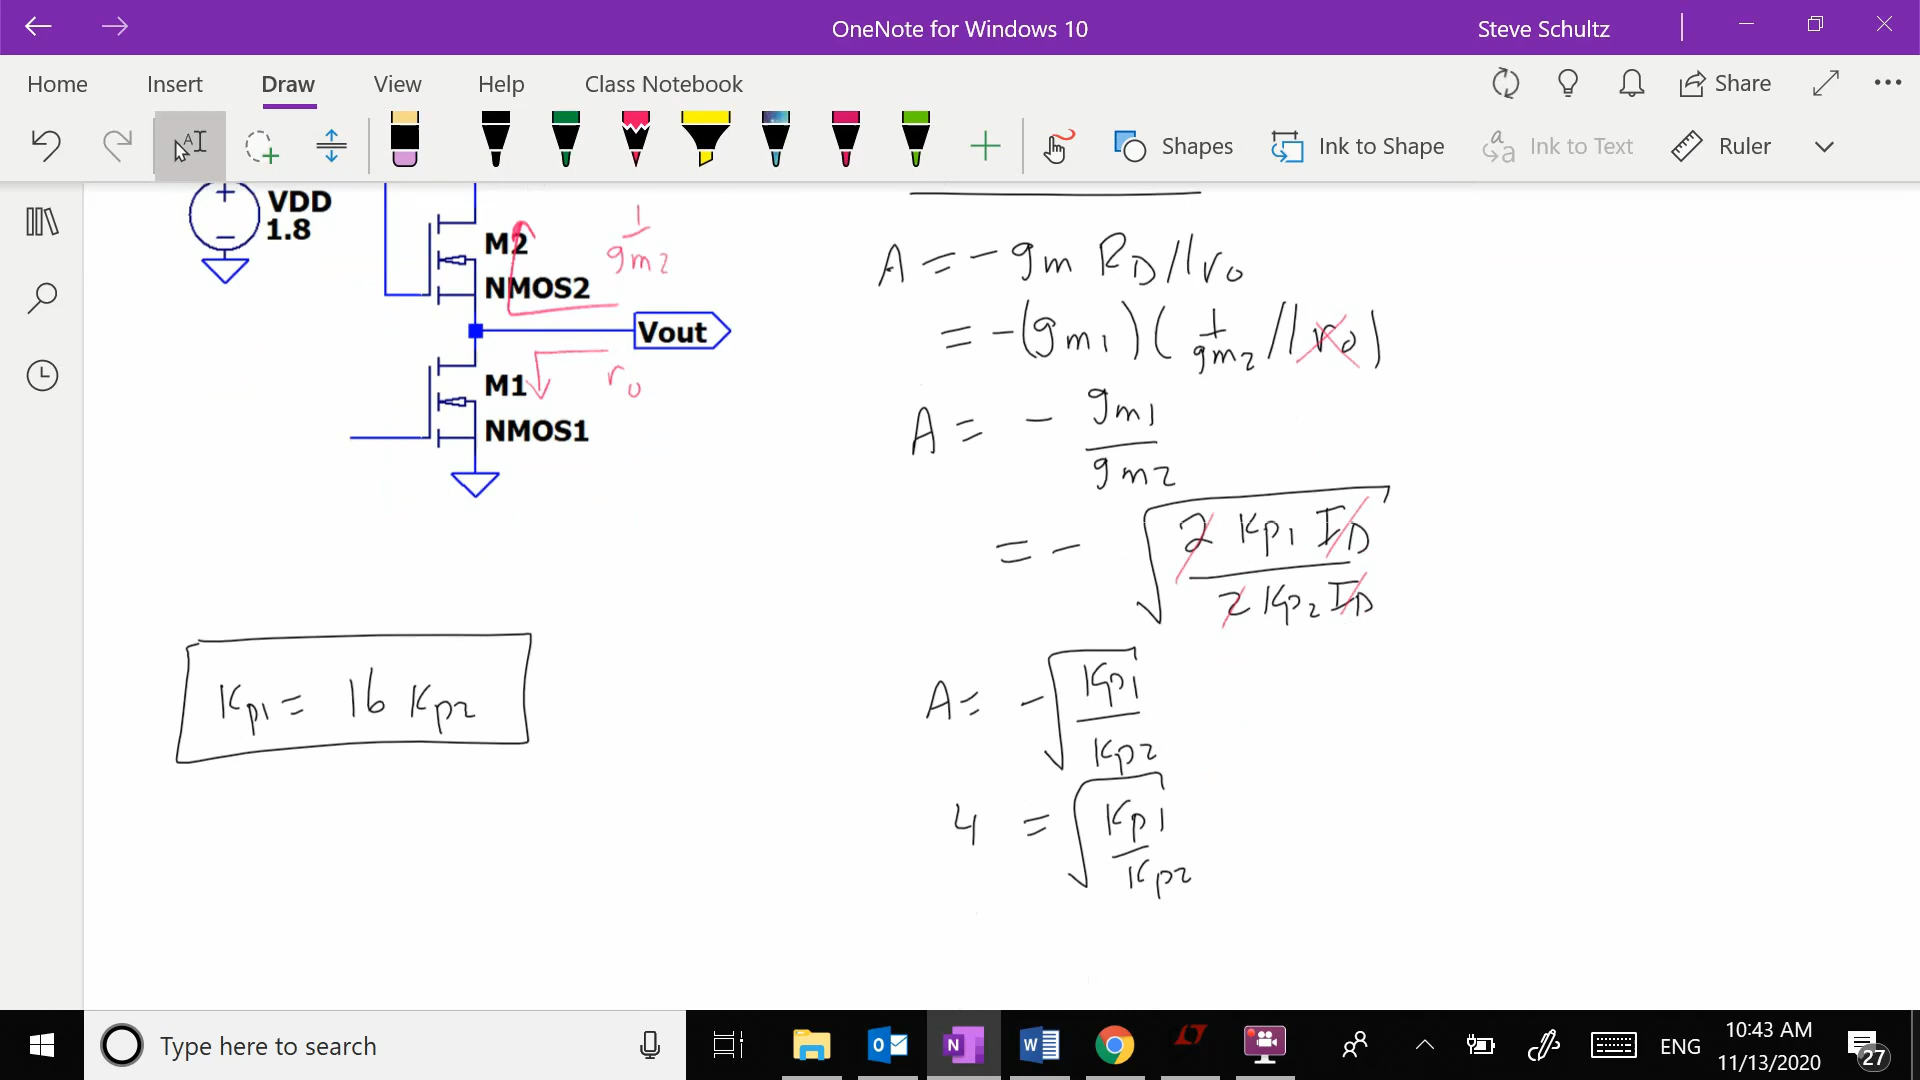 OneNote for Windows 10
Steve Schultz
Home Insert Draw View Help Class Notebook
Share
Shapes Ink to Shape Ink to Text Ruler
VDD
1.8
M2
NMOS2
1
gm2
Vout
M1
NMOS1
ro
A = - gm RD//ro
= -(gm1)( 1/gm2 // ro)
A = - gm1
gm2
= - √ 2 Kp1 ID
2 Kp2 ID
Kp1 = 16 Kp2
A = - √ Kp1
Kp2
4 = √ Kp1
Kp2
Type here to search
ENG
10:43 AM
11/13/2020
27